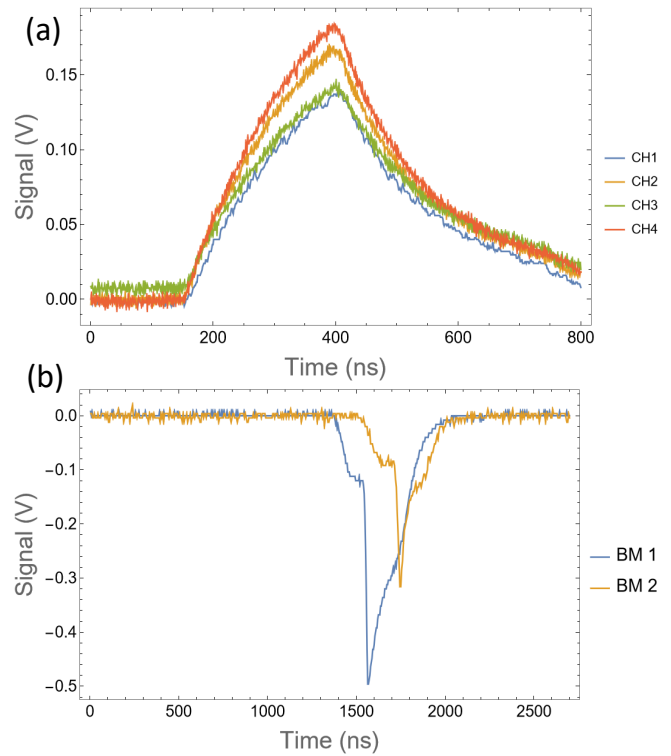 (a)
0.15
0.10
0.05
0.00
Signal (V)
0 200 400 600 800
Time (ns)
CH1
CH2
CH3
CH4
(b)
0.0
−0.1
−0.2
−0.3
−0.4
−0.5
Signal (V)
0 500 1000 1500 2000 2500
Time (ns)
BM 1
BM 2